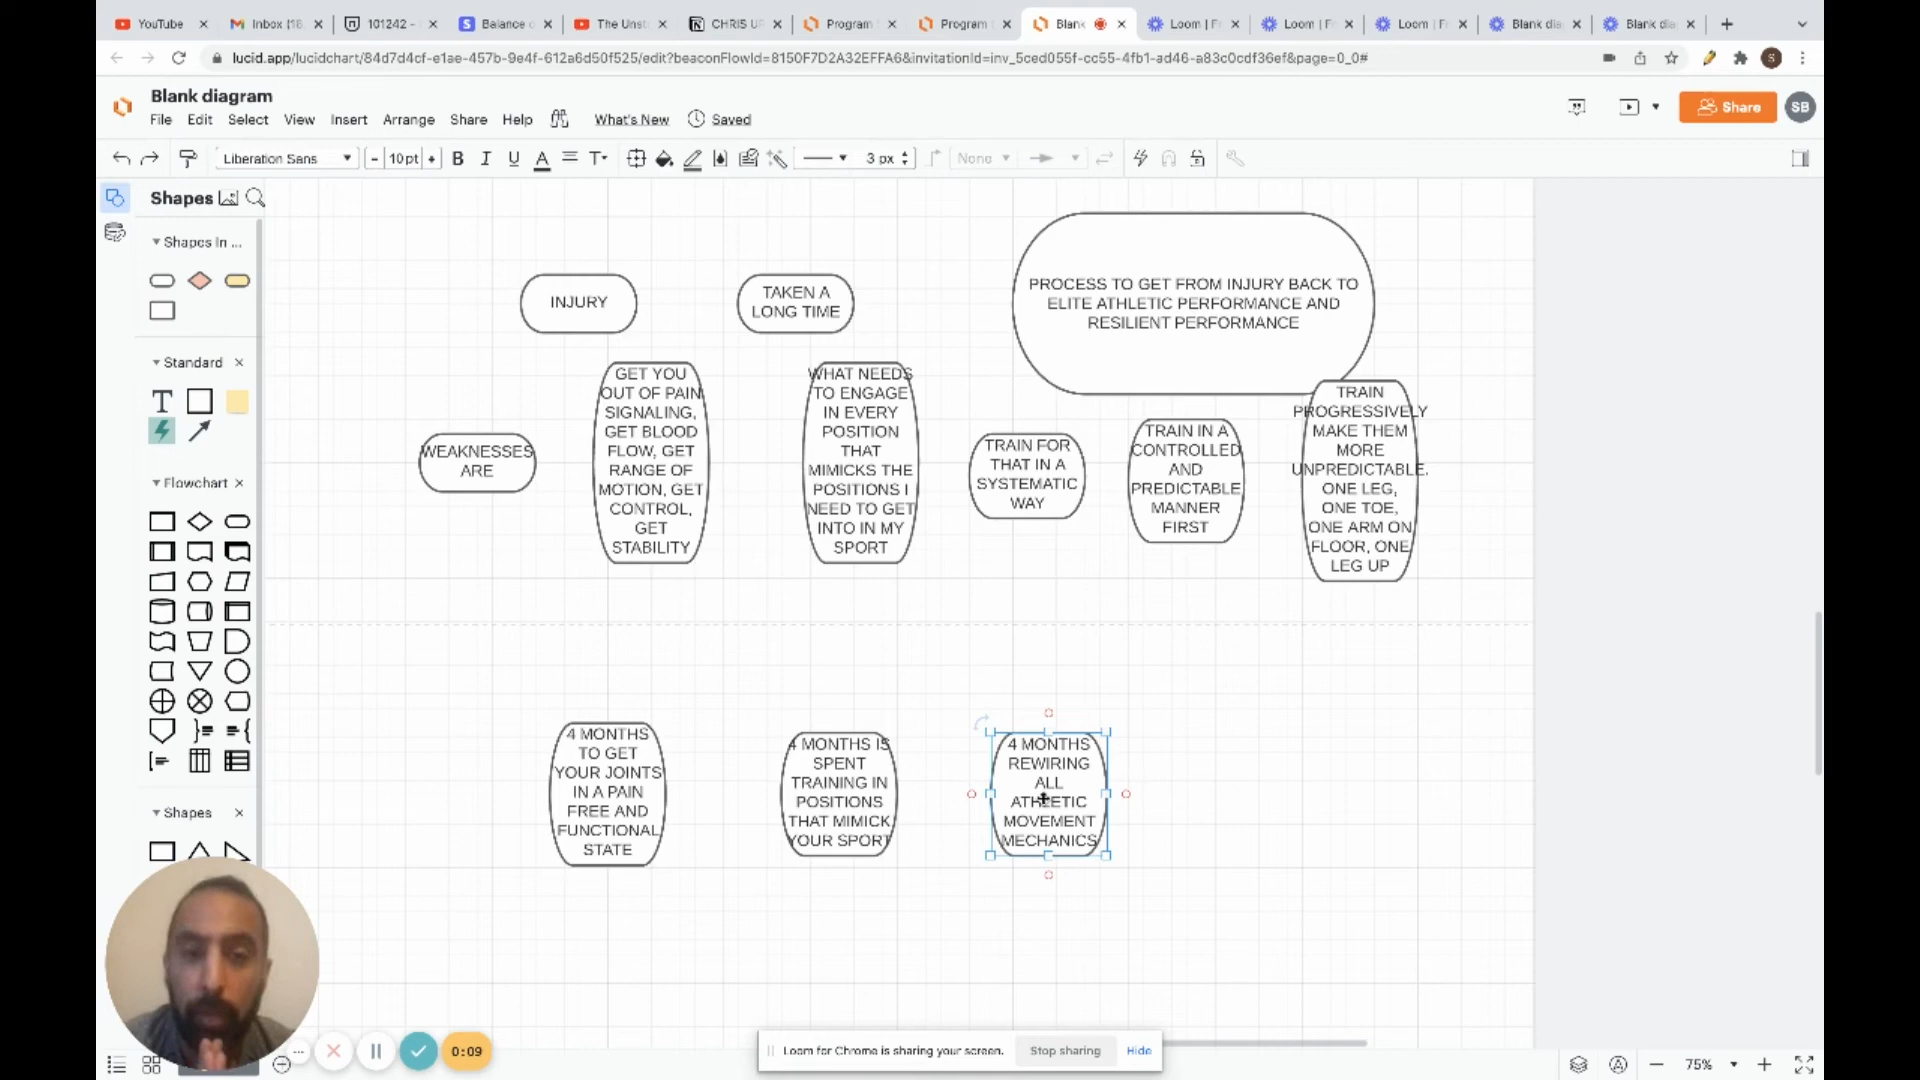 YouTube
Inbox (18
101242 -
Balance o
The Unst
CHRIS UP
Program
Program
Blank
Loom | F
Loom | F
Loom | F
Blank dia
Blank dia
lucid.app/lucidchart/84d7d4cf-e1ae-457b-9e4f-612a6d50f525/edit?beaconFlowId=8150F7D2A32EFFA6&invitationId=inv_5ced055f-cc55-4fb1-ad46-a83c0cdf36ef&page=0_0#
S
Blank diagram
File Edit Select View Insert Arrange Share Help What's New Saved
Share
SB
Liberation Sans
- 10 pt +
B I U A T
3 px
None
Shapes
Shapes In ...
Standard
T
Flowchart
Shapes
INJURY
TAKEN A
LONG TIME
PROCESS TO GET FROM INJURY BACK TO
ELITE ATHLETIC PERFORMANCE AND
RESILIENT PERFORMANCE
WEAKNESSES
ARE
GET YOU
OUT OF PAIN
SIGNALING,
GET BLOOD
FLOW, GET
RANGE OF
MOTION, GET
CONTROL,
GET
STABILITY
WHAT NEEDS
TO ENGAGE
IN EVERY
POSITION
THAT
MIMICKS THE
POSITIONS I
NEED TO GET
INTO IN MY
SPORT
TRAIN FOR
THAT IN A
SYSTEMATIC
WAY
TRAIN IN A
CONTROLLED
AND
PREDICTABLE
MANNER
FIRST
TRAIN
PROGRESSIVELY
MAKE THEM
MORE
UNPREDICTABLE.
ONE LEG,
ONE TOE,
ONE ARM ON
FLOOR, ONE
LEG UP
4 MONTHS
TO GET
YOUR JOINTS
IN A PAIN
FREE AND
FUNCTIONAL
STATE
4 MONTHS IS
SPENT
TRAINING IN
POSITIONS
THAT MIMICK
YOUR SPORT
4 MONTHS
REWIRING
ALL
ATHLETIC
MOVEMENT
MECHANICS
0:09
Loom for Chrome is sharing your screen.
Stop sharing
Hide
75%